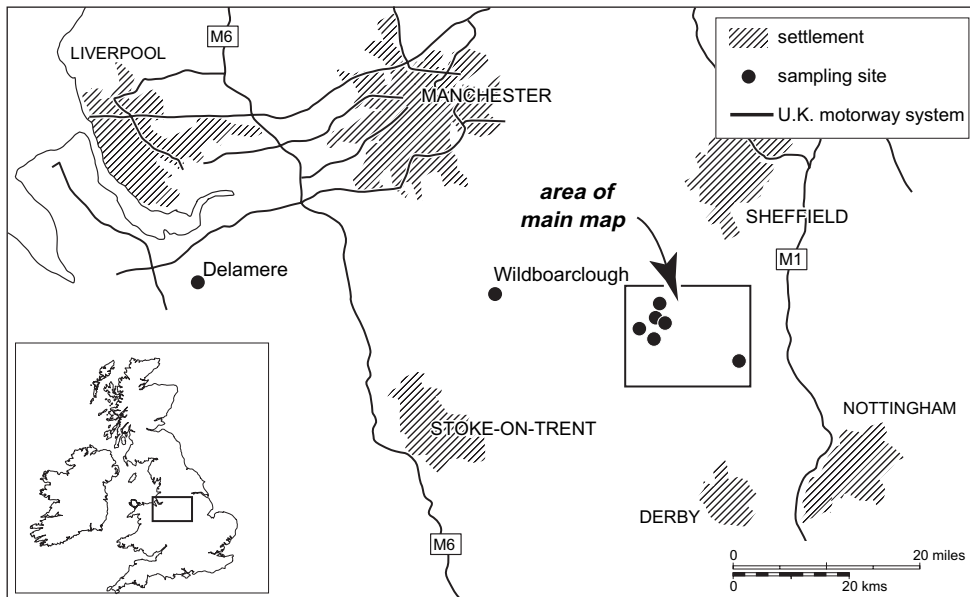 M6
LIVERPOOL
MANCHESTER
settlement
sampling site
U.K. motorway system
area of
main map
SHEFFIELD
M1
Delamere
Wildboarclough
STOKE-ON-TRENT
NOTTINGHAM
DERBY
M6
0 20 miles
0 20 kms